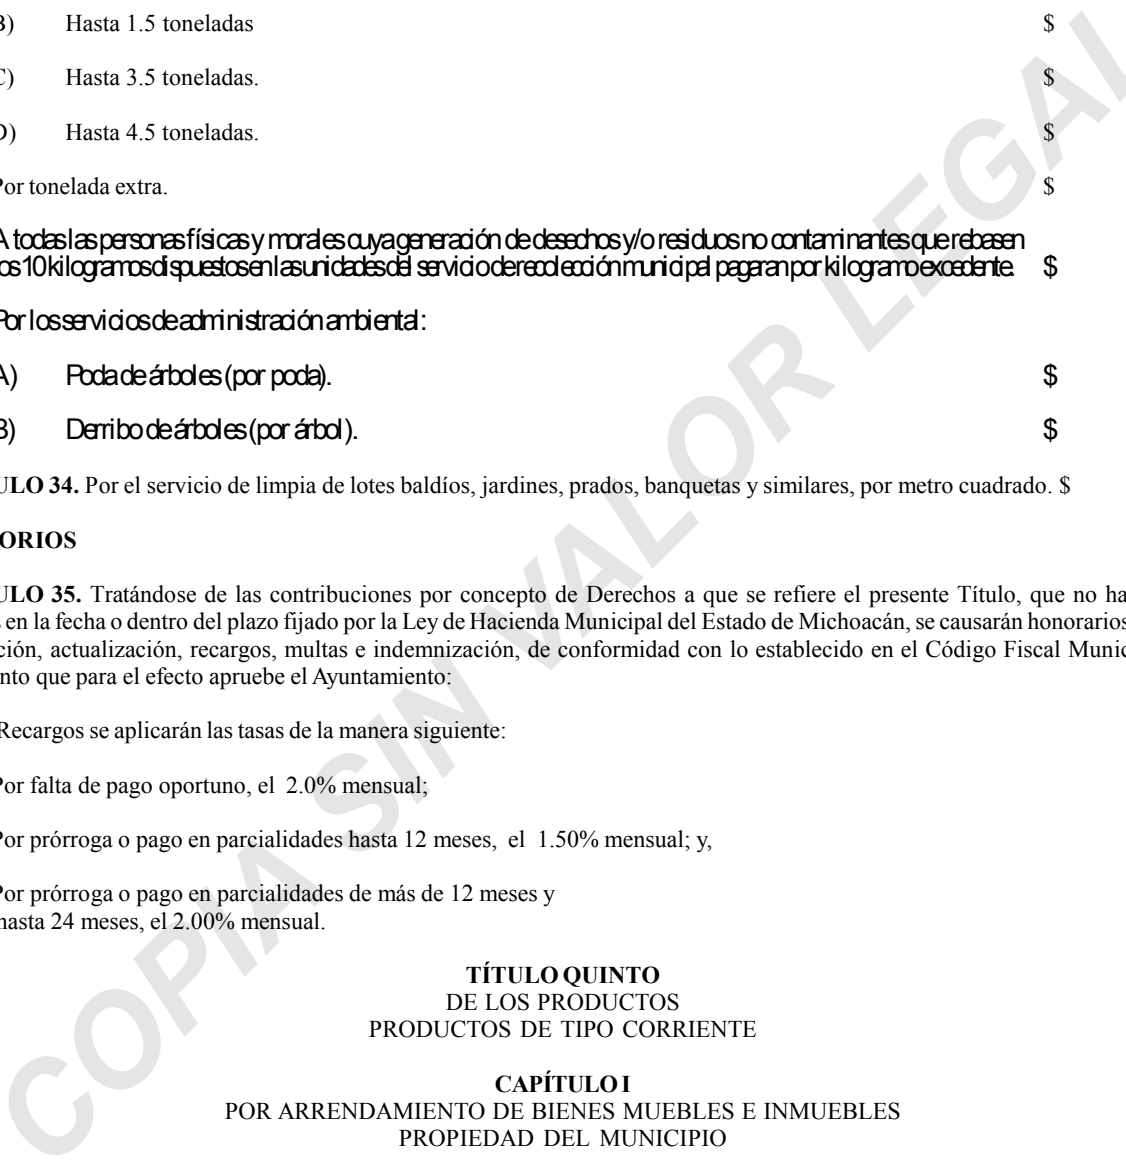 B) Hasta 1.5 toneladas $
C) Hasta 3.5 toneladas. $
D) Hasta 4.5 toneladas. $
Por tonelada extra. $
A todas las personas físicas y morales cuya generación de desechos y/o residuos no contaminantes que rebasen
los 10 kilogramos dispuestos en las unidades del servicio de recolección municipal pagaran por kilogramo excedente. $
Por los servicios de administración ambiental:
A) Poda de árboles (por poda). $
B) Derribo de árboles (por árbol). $
ULO 34. Por el servicio de limpia de lotes baldíos, jardines, prados, banquetas y similares, por metro cuadrado. $
ORIOS
ULO 35. Tratándose de las contribuciones por concepto de Derechos a que se refiere el presente Título, que no ha
en la fecha o dentro del plazo fijado por la Ley de Hacienda Municipal del Estado de Michoacán, se causarán honorarios
ción, actualización, recargos, multas e indemnización, de conformidad con lo establecido en el Código Fiscal Munic
nto que para el efecto apruebe el Ayuntamiento:
Recargos se aplicarán las tasas de la manera siguiente:
Por falta de pago oportuno, el 2.0% mensual;
Por prórroga o pago en parcialidades hasta 12 meses, el 1.50% mensual; y,
Por prórroga o pago en parcialidades de más de 12 meses y
hasta 24 meses, el 2.00% mensual.
TÍTULO QUINTO
DE LOS PRODUCTOS
PRODUCTOS DE TIPO CORRIENTE
CAPÍTULO I
POR ARRENDAMIENTO DE BIENES MUEBLES E INMUEBLES
PROPIEDAD DEL MUNICIPIO
COPIA SIN VALOR LEGAL